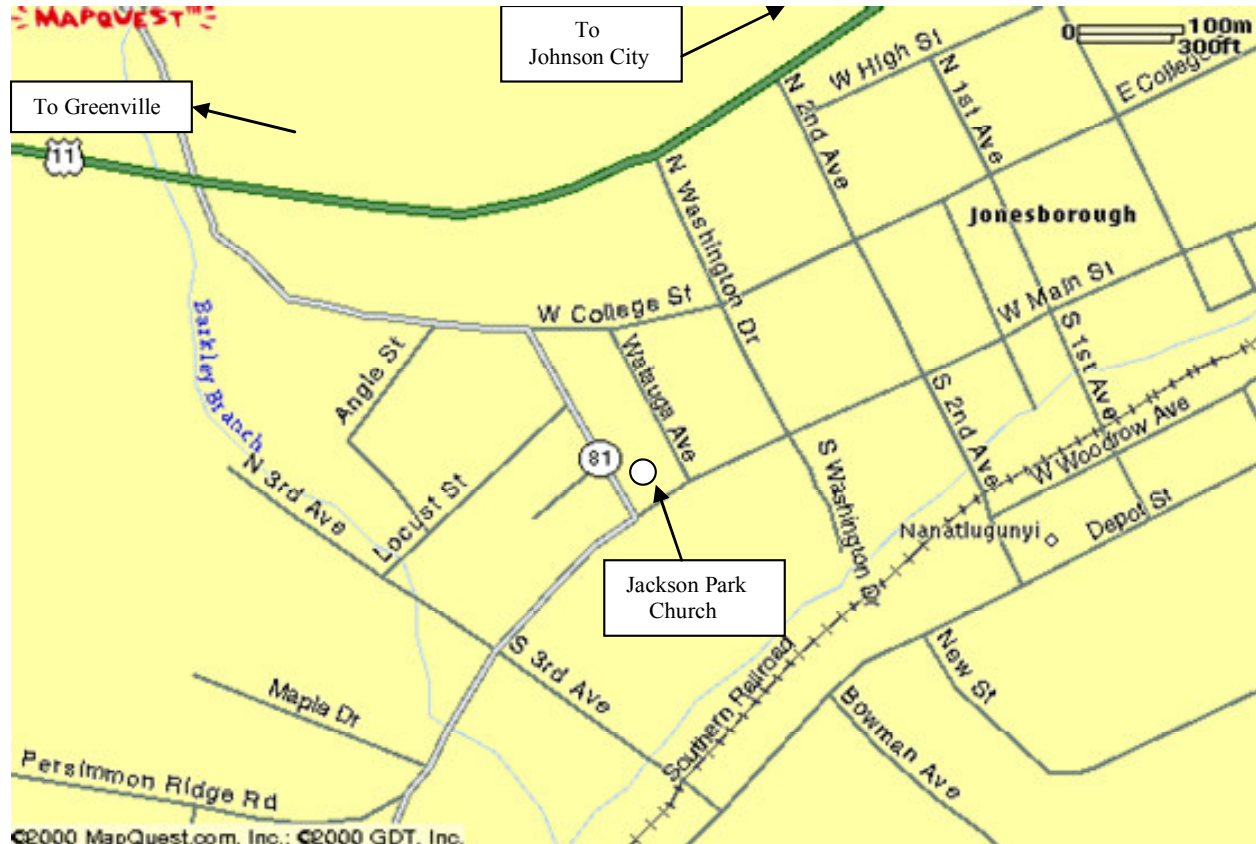 MAPQUEST™
To
Johnson City
To Greenville
0 100m
300ft
11
W High St
N 1st Ave
E College
N 2nd Ave
N Washington Dr
Jonesborough
W College St
W Main St
Barkley Branch
Angle St
Watauga Ave
S 1st Ave
S 2nd Ave
W Woodrow Ave
81
N 3rd Ave
Locust St
S Washington Dr
Nanatlugunyi
Depot St
Jackson Park
Church
S 3rd Ave
New St
Maple Dr
Southern Railroad
Bowman Ave
Persimmon Ridge Rd
©2000 MapQuest.com, Inc.; ©2000 GDT, Inc.